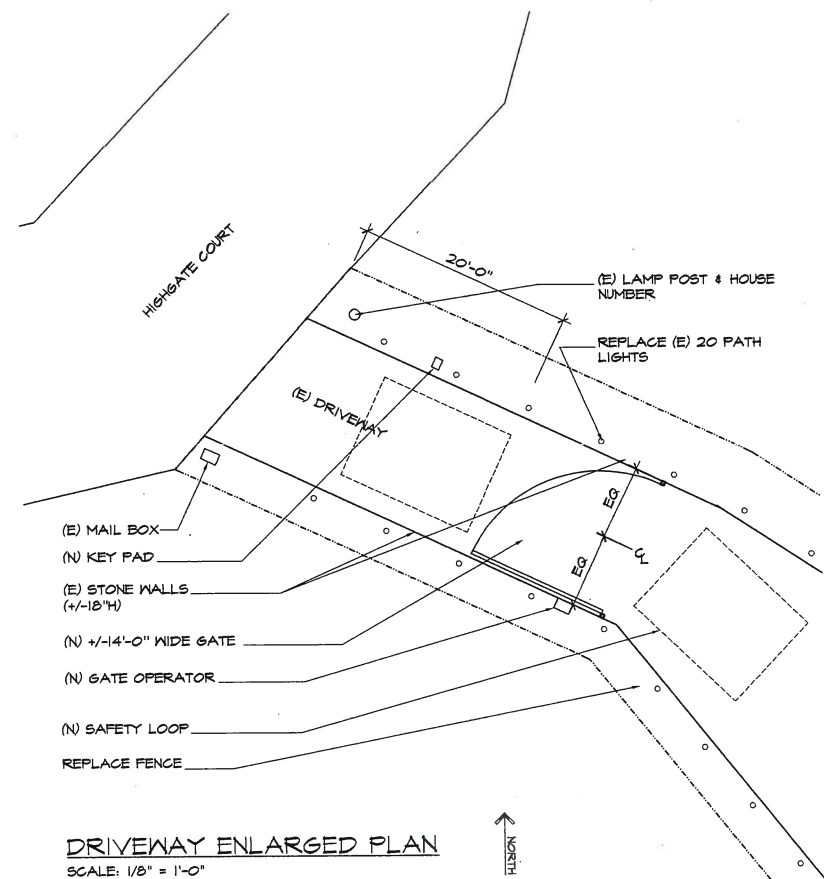 HIGHGATE COURT
20'-0"
(E) LAMP POST & HOUSE
NUMBER
REPLACE (E) 20 PATH
LIGHTS
(E) DRIVEWAY
EQ
EQ
CL
(E) MAIL BOX
(N) KEY PAD
(E) STONE WALLS
(+/-18"H)
(N) +/-14'-0" WIDE GATE
(N) GATE OPERATOR
(N) SAFETY LOOP
REPLACE FENCE
DRIVEWAY ENLARGED PLAN
SCALE: 1/8" = 1'-0"
NORTH